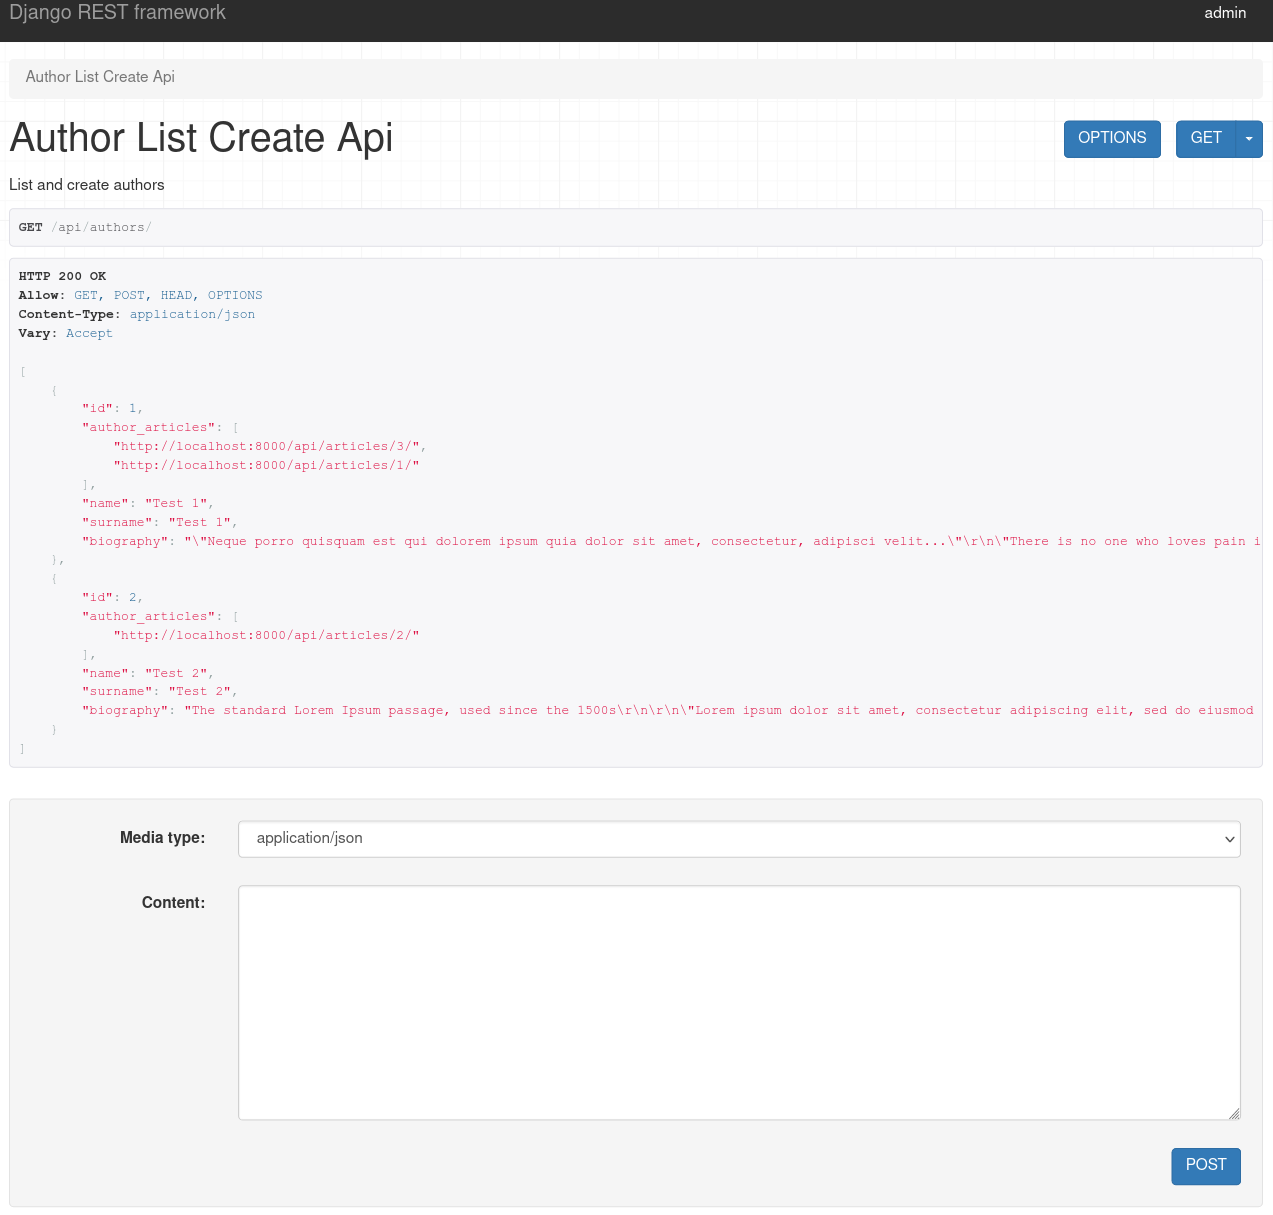 Django REST framework
admin
Author List Create Api
Author List Create Api
OPTIONS
GET
List and create authors
GET /api/authors/
HTTP 200 OK
Allow: GET, POST, HEAD, OPTIONS
Content-Type: application/json
Vary: Accept
[
    {
        "id": 1,
        "author_articles": [
            "http://localhost:8000/api/articles/3/",
            "http://localhost:8000/api/articles/1/"
        ],
        "name": "Test 1",
        "surname": "Test 1",
        "biography": "\"Neque porro quisquam est qui dolorem ipsum quia dolor sit amet, consectetur, adipisci velit...\"\r\n\"There is no one who loves pain i
    },
    {
        "id": 2,
        "author_articles": [
            "http://localhost:8000/api/articles/2/"
        ],
        "name": "Test 2",
        "surname": "Test 2",
        "biography": "The standard Lorem Ipsum passage, used since the 1500s\r\n\r\n\"Lorem ipsum dolor sit amet, consectetur adipiscing elit, sed do eiusmod
    }
]
Media type:
application/json
Content:
POST